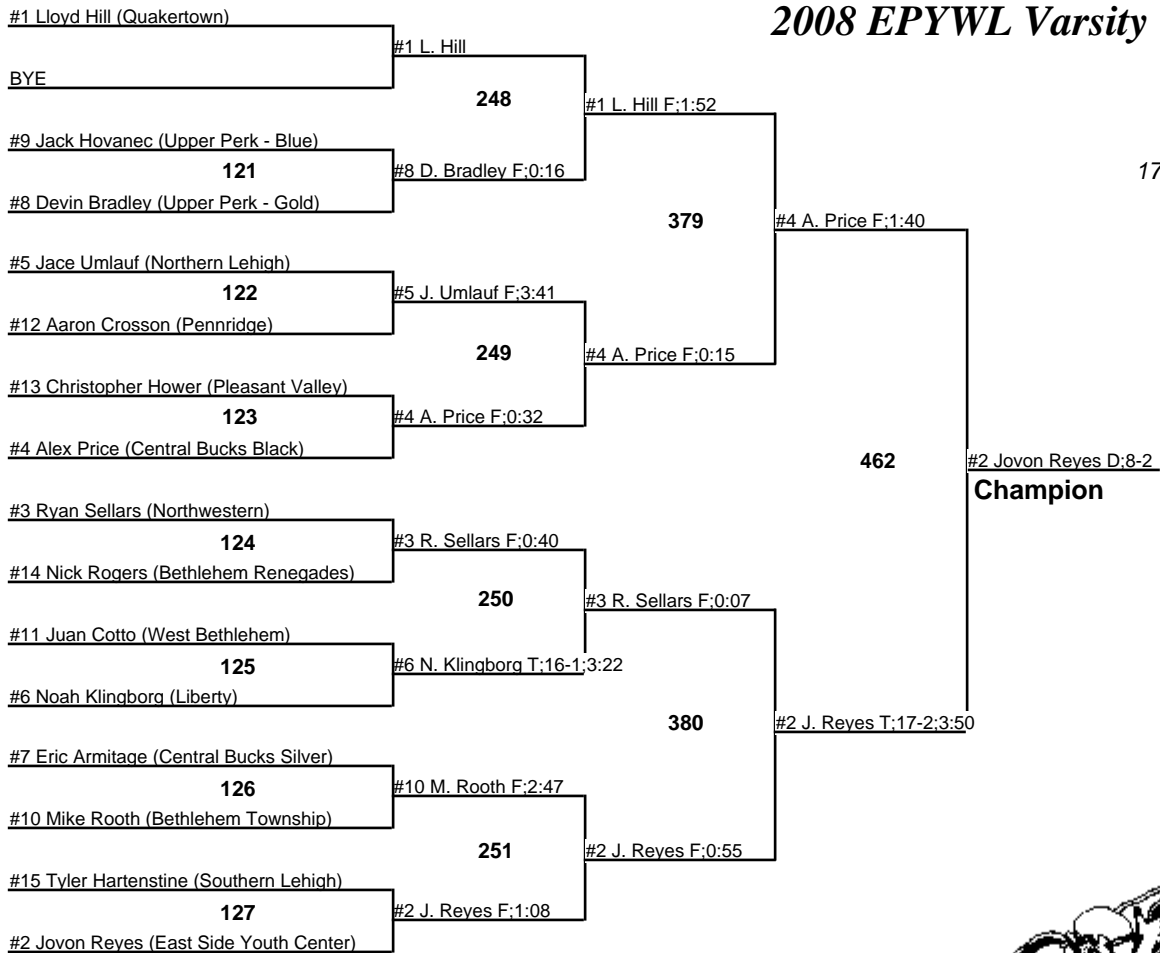 2008 EPYWL Varsity
17
#1 Lloyd Hill (Quakertown)
BYE
#9 Jack Hovanec (Upper Perk - Blue)
121
#8 Devin Bradley (Upper Perk - Gold)
#5 Jace Umlauf (Northern Lehigh)
122
#12 Aaron Crosson (Pennridge)
#13 Christopher Hower (Pleasant Valley)
123
#4 Alex Price (Central Bucks Black)
#3 Ryan Sellars (Northwestern)
124
#14 Nick Rogers (Bethlehem Renegades)
#11 Juan Cotto (West Bethlehem)
125
#6 Noah Klingborg (Liberty)
#7 Eric Armitage (Central Bucks Silver)
126
#10 Mike Rooth (Bethlehem Township)
#15 Tyler Hartenstine (Southern Lehigh)
127
#2 Jovon Reyes (East Side Youth Center)
#1 L. Hill
248
#8 D. Bradley F;0:16
#5 J. Umlauf F;3:41
249
#4 A. Price F;0:32
#3 R. Sellars F;0:40
250
#6 N. Klingborg T;16-1;3:22
#10 M. Rooth F;2:47
251
#2 J. Reyes F;1:08
#1 L. Hill F;1:52
379
#4 A. Price F;0:15
#3 R. Sellars F;0:07
380
#2 J. Reyes F;0:55
#4 A. Price F;1:40
462
#2 J. Reyes T;17-2;3:50
#2 Jovon Reyes D;8-2
Champion